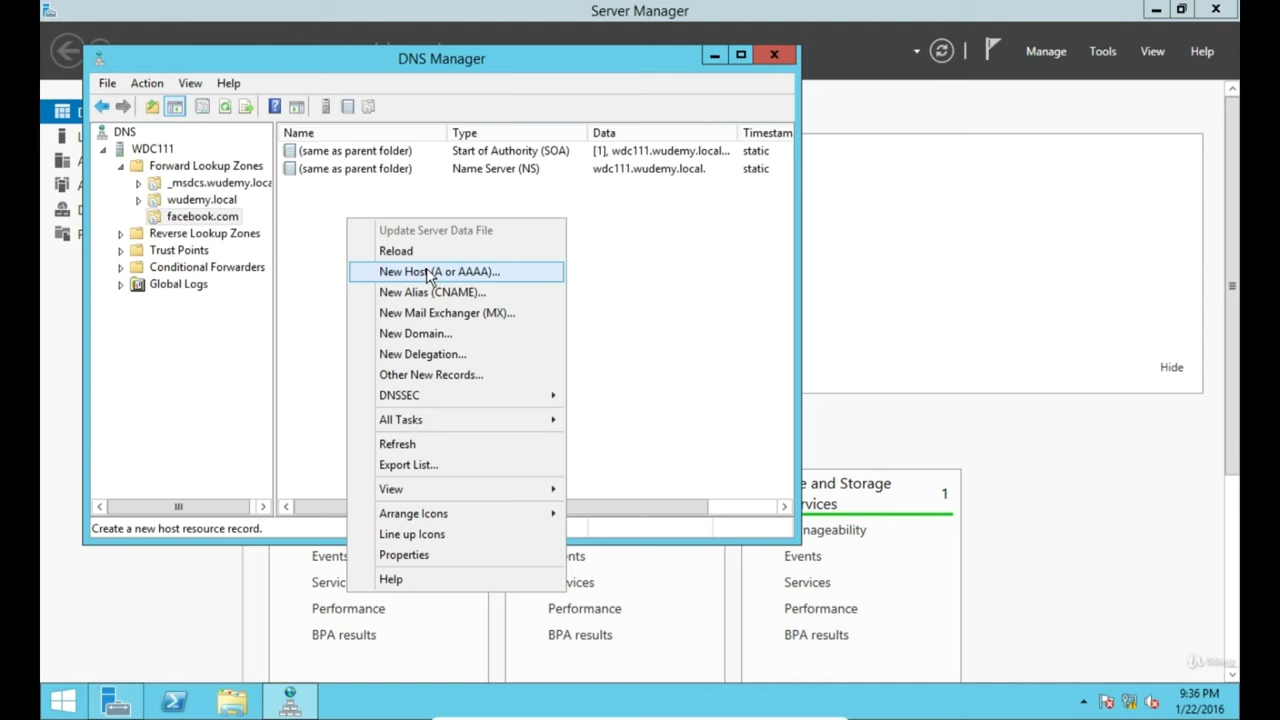 Server Manager
Manage Tools View Help
DNS Manager
File Action View Help
DNS
WDC111
Forward Lookup Zones
_msdcs.wudemy.loca
wudemy.local
facebook.com
Reverse Lookup Zones
Trust Points
Conditional Forwarders
Global Logs
Name Type Data Timestam
(same as parent folder) Start of Authority (SOA) [1], wdc111.wudemy.local... static
(same as parent folder) Name Server (NS) wdc111.wudemy.local. static
Update Server Data File
Reload
New Host (A or AAAA)...
New Alias (CNAME)...
New Mail Exchanger (MX)...
New Domain...
New Delegation...
Other New Records...
DNSSEC
All Tasks
Refresh
Export List...
View
Arrange Icons
Line up Icons
Properties
Help
Create a new host resource record.
Hide
e and Storage 1
rvices
nageability
Events
Services
Performance
BPA results
Events
Servic
Performance
BPA results
nts
vices
Performance
BPA results
9:36 PM
1/22/2016